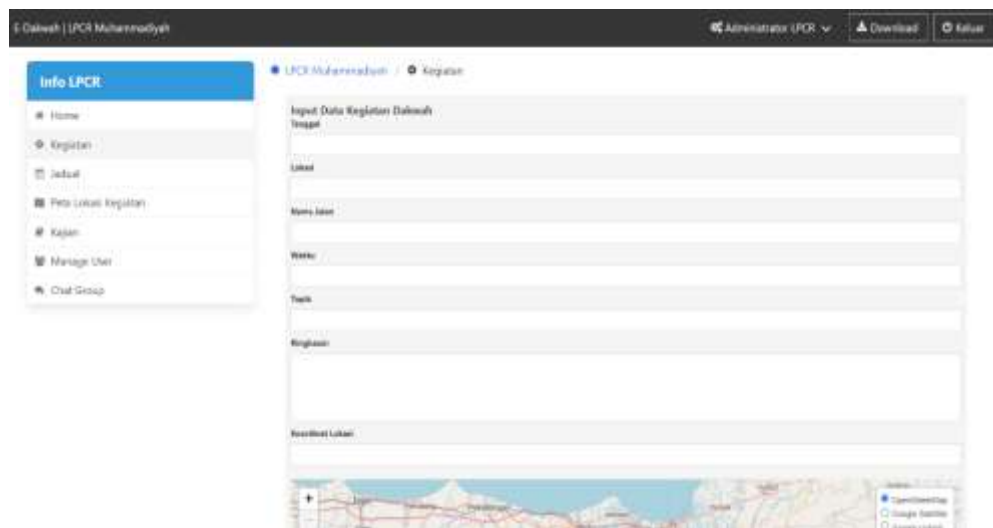 E-Dakwah | LPCR Muhammadiyah
Administrator LPCR
Download
Keluar
Info LPCR
Home
Kegiatan
Jadual
Peta Lokasi Kegiatan
Kajian
Manage User
Chat Group
LPCR Muhammadiyah / Kegiatan
Input Data Kegiatan Dakwah
Tanggal
Lokasi
Nama Jalan
Waktu
Topik
Ringkasan
Koordinat Lokasi
+
OpenStreetMap
Google Satellite